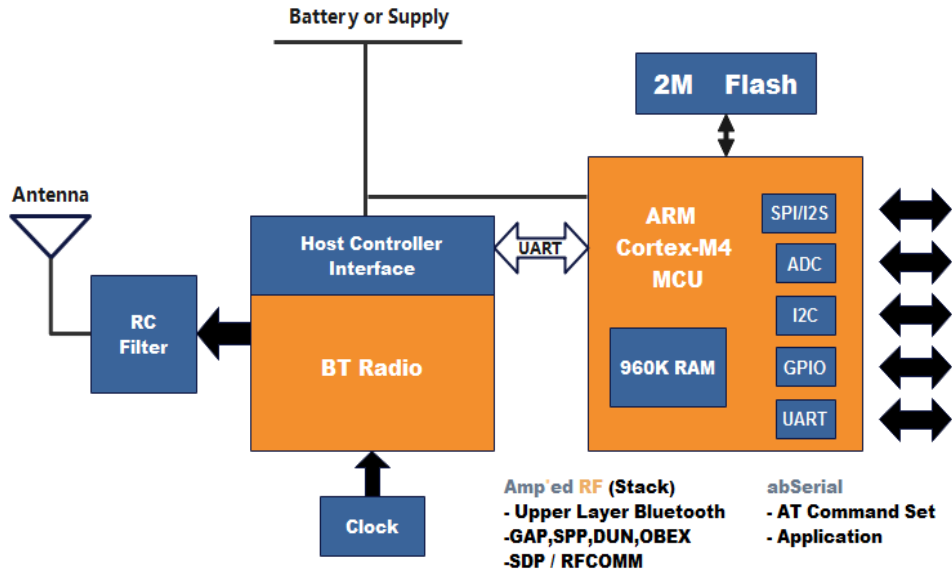 Battery or Supply
2M Flash
Antenna
ARM
Cortex-M4
MCU
SPI/I2S
Host Controller
Interface
UART
ADC
RC
Filter
I2C
BT Radio
960K RAM
GPIO
UART
Clock
Amp'ed RF (Stack)
- Upper Layer Bluetooth
-GAP,SPP,DUN,OBEX
-SDP / RFCOMM
abSerial
- AT Command Set
- Application